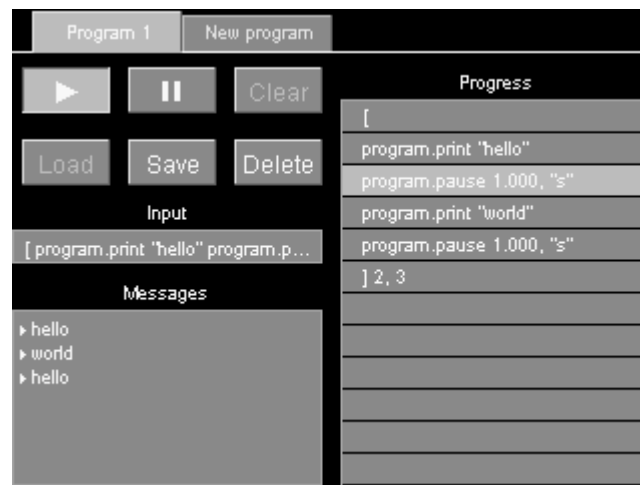 Program 1
New program
Clear
Load
Save
Delete
Input
[ program.print "hello" program.p...
Messages
hello
world
hello
Progress
[
program.print "hello"
program.pause 1.000, "s"
program.print "world"
program.pause 1.000, "s"
] 2, 3